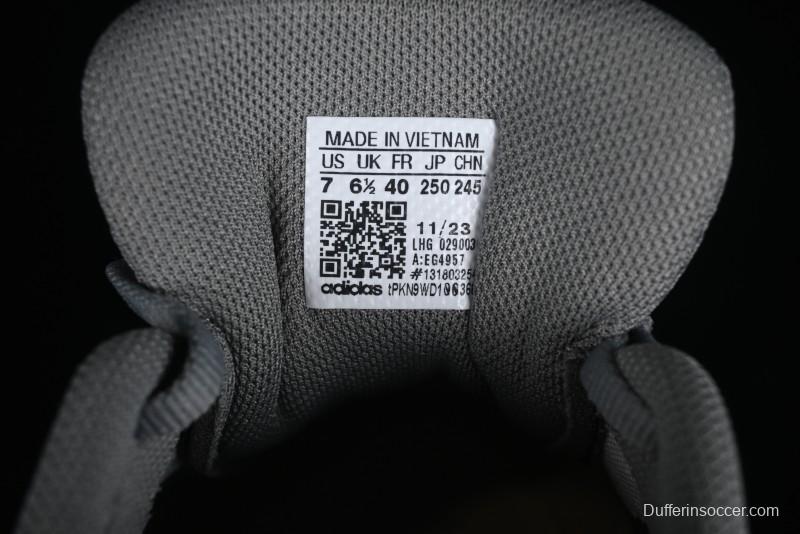 MADE IN VIETNAM
US UK FR JP CHN
7 6½ 40 250 245
11/23
LHG 029003
A:EG4957
#13180325
adidas
Dufferinsoccer.com